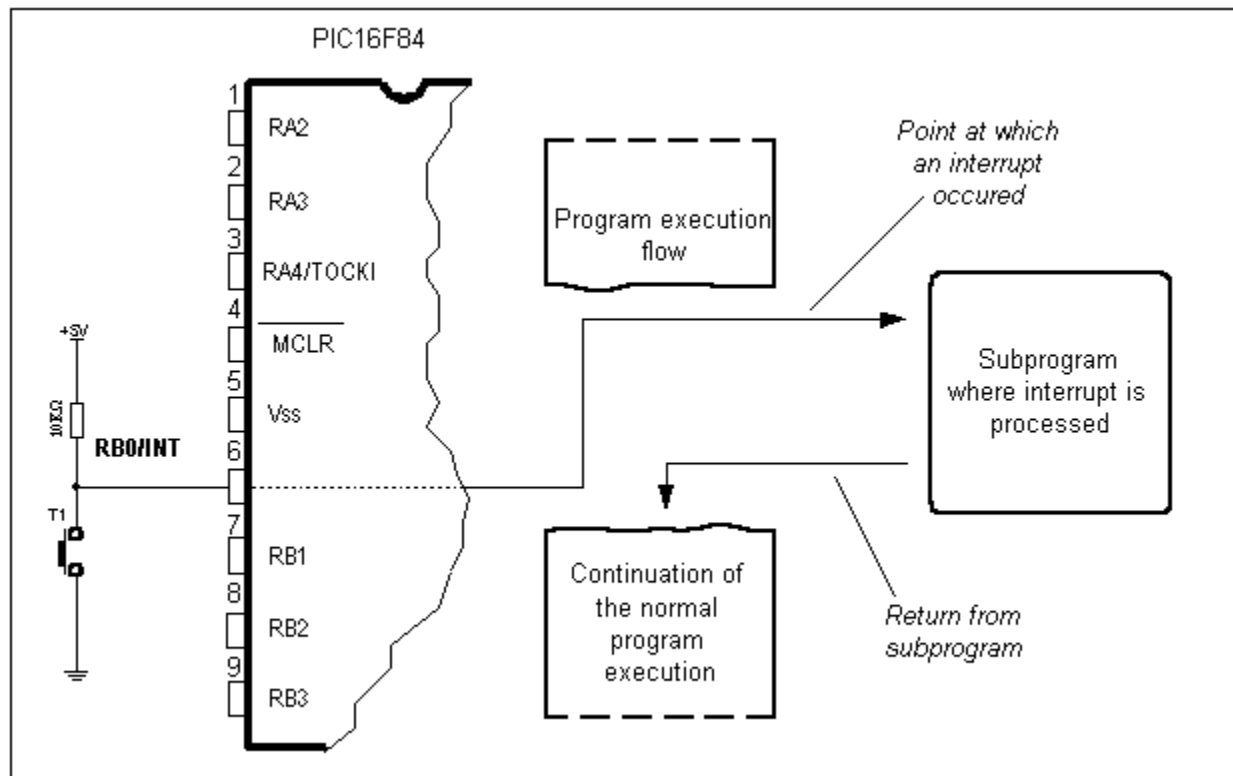 PIC16F84
1
RA2
2
RA3
3
RA4/TOCKI
4
MCLR
5
Vss
6
7
RB1
8
RB2
9
RB3
+5V
10KΩ
RB0/INT
T1
Program execution
flow
Point at which
an interrupt
occured
Subprogram
where interrupt is
processed
Continuation of
the normal
program
execution
Return from
subprogram